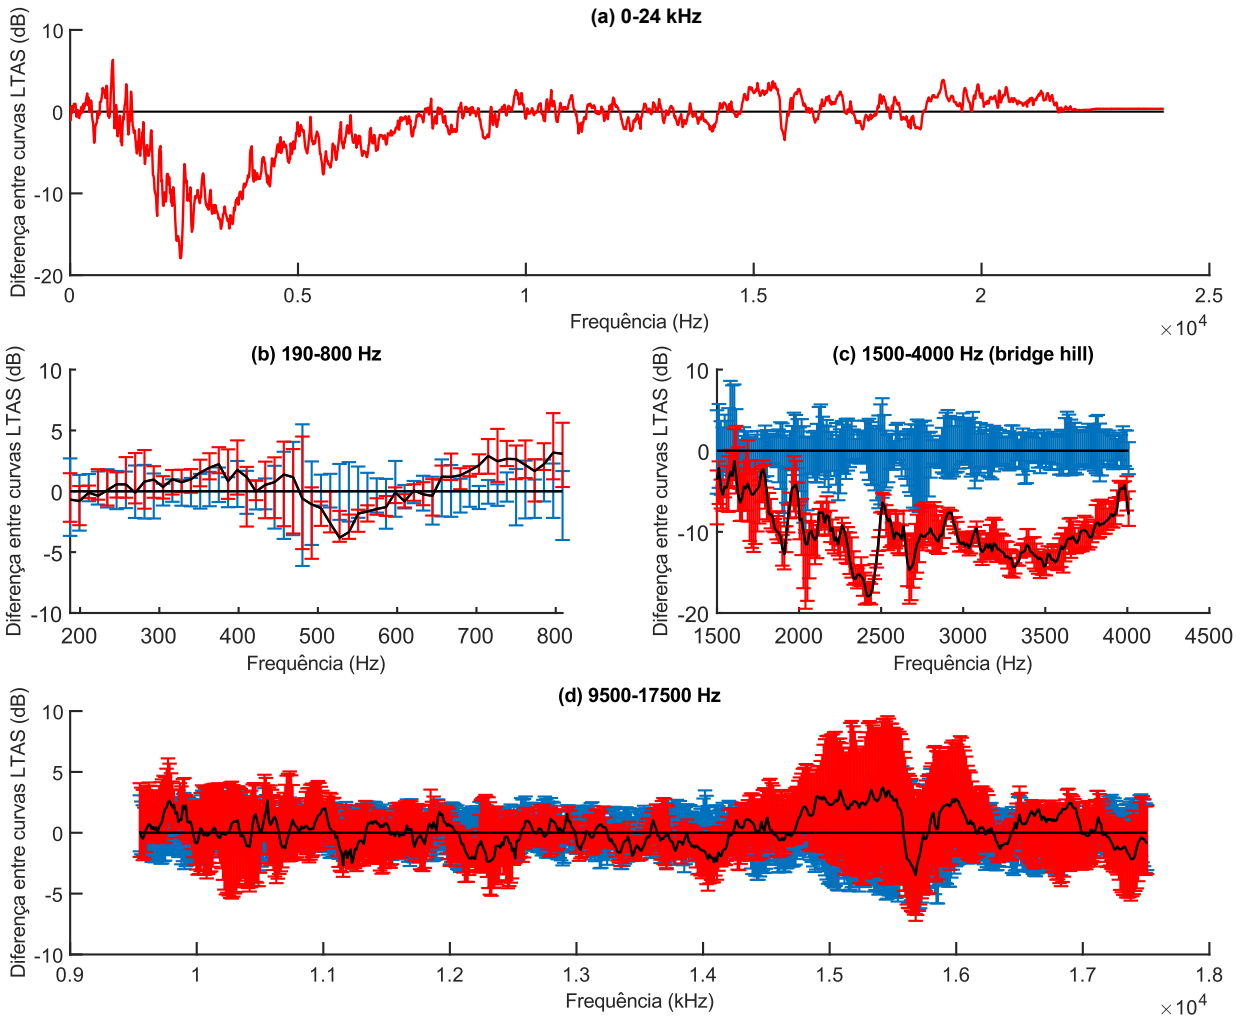 (a) 0-24 kHz
Diferença entre curvas LTAS (dB)
10
0
-10
-20
0 0.5 1 1.5 2 2.5
Frequência (Hz)
×10⁴
(b) 190-800 Hz
Diferença entre curvas LTAS (dB)
10
5
0
-5
-10
200 300 400 500 600 700 800
Frequência (Hz)
(c) 1500-4000 Hz (bridge hill)
Diferença entre curvas LTAS (dB)
10
0
-10
-20
1500 2000 2500 3000 3500 4000 4500
Frequência (Hz)
(d) 9500-17500 Hz
Diferença entre curvas LTAS (dB)
10
5
0
-5
-10
0.9 1 1.1 1.2 1.3 1.4 1.5 1.6 1.7 1.8
Frequência (kHz)
×10⁴